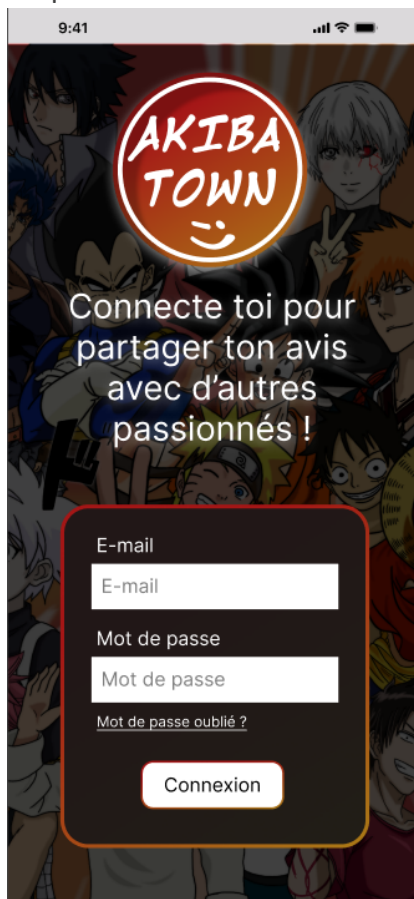 9:41
AKIBA
TOWN
Connecte toi pour
partager ton avis
avec d'autres
passionnés !
E-mail
E-mail
Mot de passe
Mot de passe
Mot de passe oublié ?
Connexion